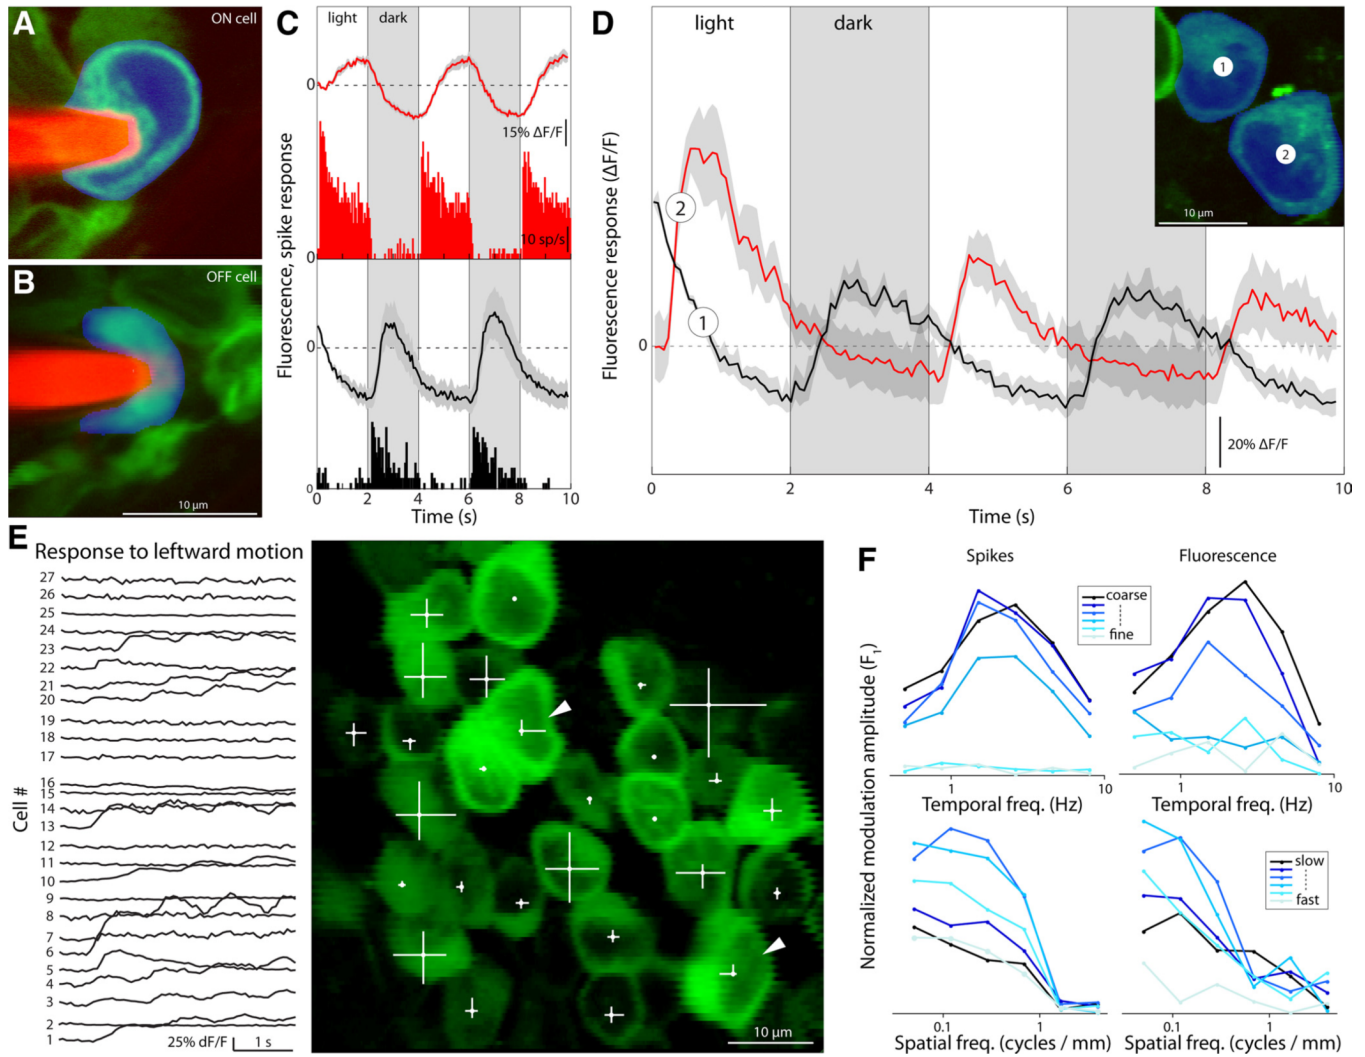 A
ON cell
B
OFF cell
10 µm
C
light
dark
Fluorescence, spike response
0
15% ΔF/F
10 sp/s
0
0
0
0
2
4
6
8
10
Time (s)
D
light
dark
Fluorescence response (ΔF/F)
0
1
2
1
2
10 µm
20% ΔF/F
0
2
4
6
8
10
Time (s)
E
Response to leftward motion
Cell #
27
26
25
24
23
22
21
20
19
18
17
16
15
14
13
12
11
10
9
8
7
6
5
4
3
2
1
25% dF/F
1 s
10 µm
F
Spikes
Fluorescence
Normalized modulation amplitude (F1)
coarse
fine
1
10
Temporal freq. (Hz)
1
10
Temporal freq. (Hz)
slow
fast
0.1
1
Spatial freq. (cycles / mm)
0.1
1
Spatial freq. (cycles / mm)